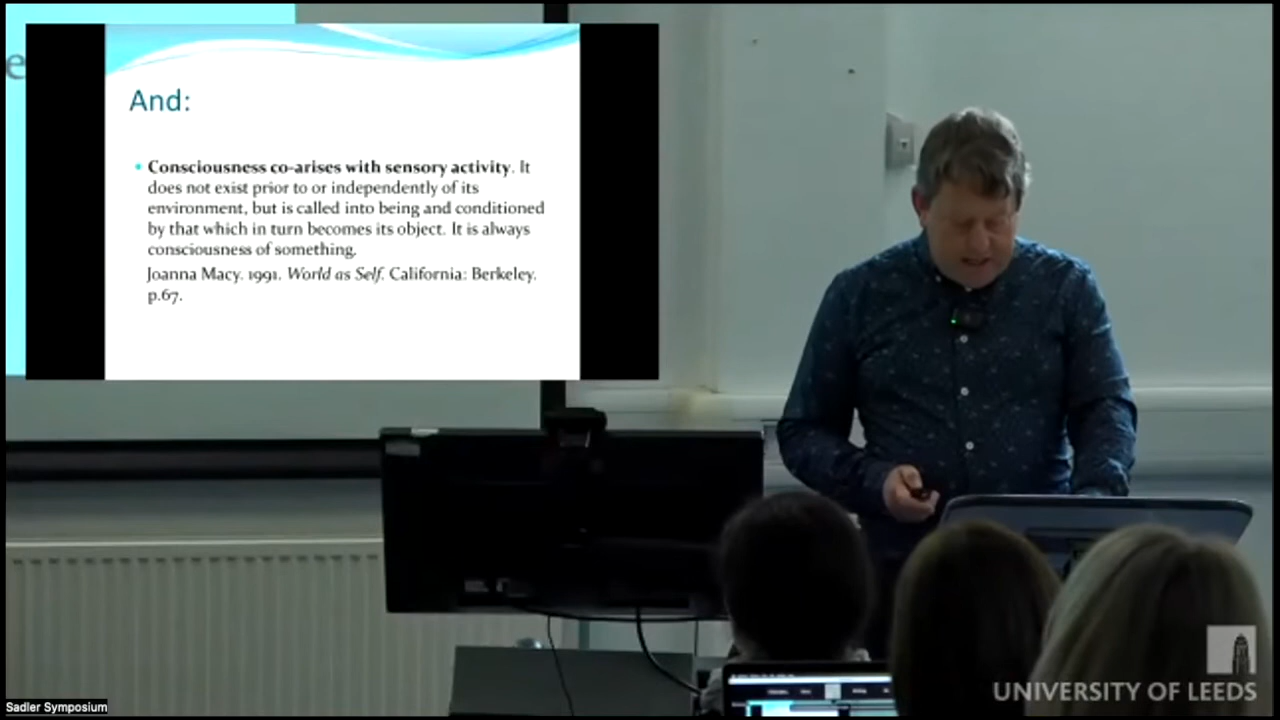 e
And:
• Consciousness co-arises with sensory activity. It
does not exist prior to or independently of its
environment, but is called into being and conditioned
by that which in turn becomes its object. It is always
consciousness of something.
Joanna Macy. 1991. World as Self. California: Berkeley.
p.67.
UNIVERSITY OF LEEDS
Sadler Symposium